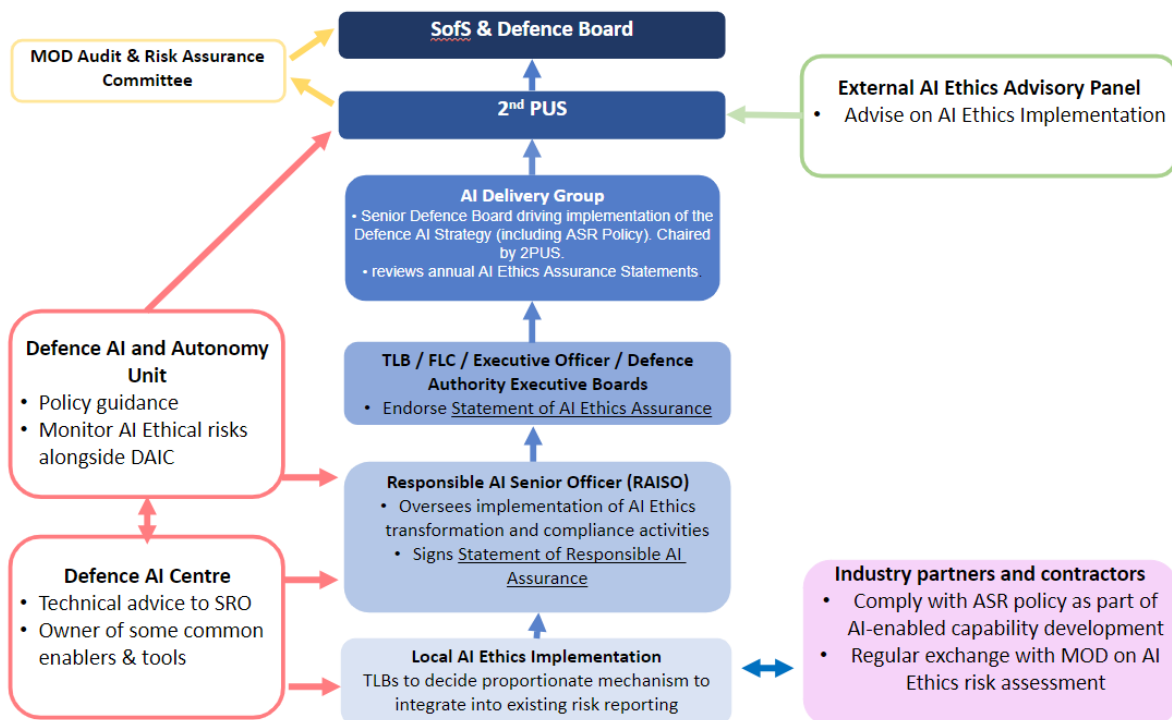 SofS & Defence Board
MOD Audit & Risk Assurance
Committee
2nd PUS
External AI Ethics Advisory Panel
• Advise on AI Ethics Implementation
AI Delivery Group
• Senior Defence Board driving implementation of the
Defence AI Strategy (including ASR Policy). Chaired
by 2PUS.
• reviews annual AI Ethics Assurance Statements.
Defence AI and Autonomy
Unit
• Policy guidance
• Monitor AI Ethical risks
alongside DAIC
TLB / FLC / Executive Officer / Defence
Authority Executive Boards
• Endorse Statement of AI Ethics Assurance
Responsible AI Senior Officer (RAISO)
• Oversees implementation of AI Ethics
transformation and compliance activities
• Signs Statement of Responsible AI
Assurance
Defence AI Centre
• Technical advice to SRO
• Owner of some common
enablers & tools
Local AI Ethics Implementation
TLBs to decide proportionate mechanism to
integrate into existing risk reporting
Industry partners and contractors
• Comply with ASR policy as part of
AI-enabled capability development
• Regular exchange with MOD on AI
Ethics risk assessment